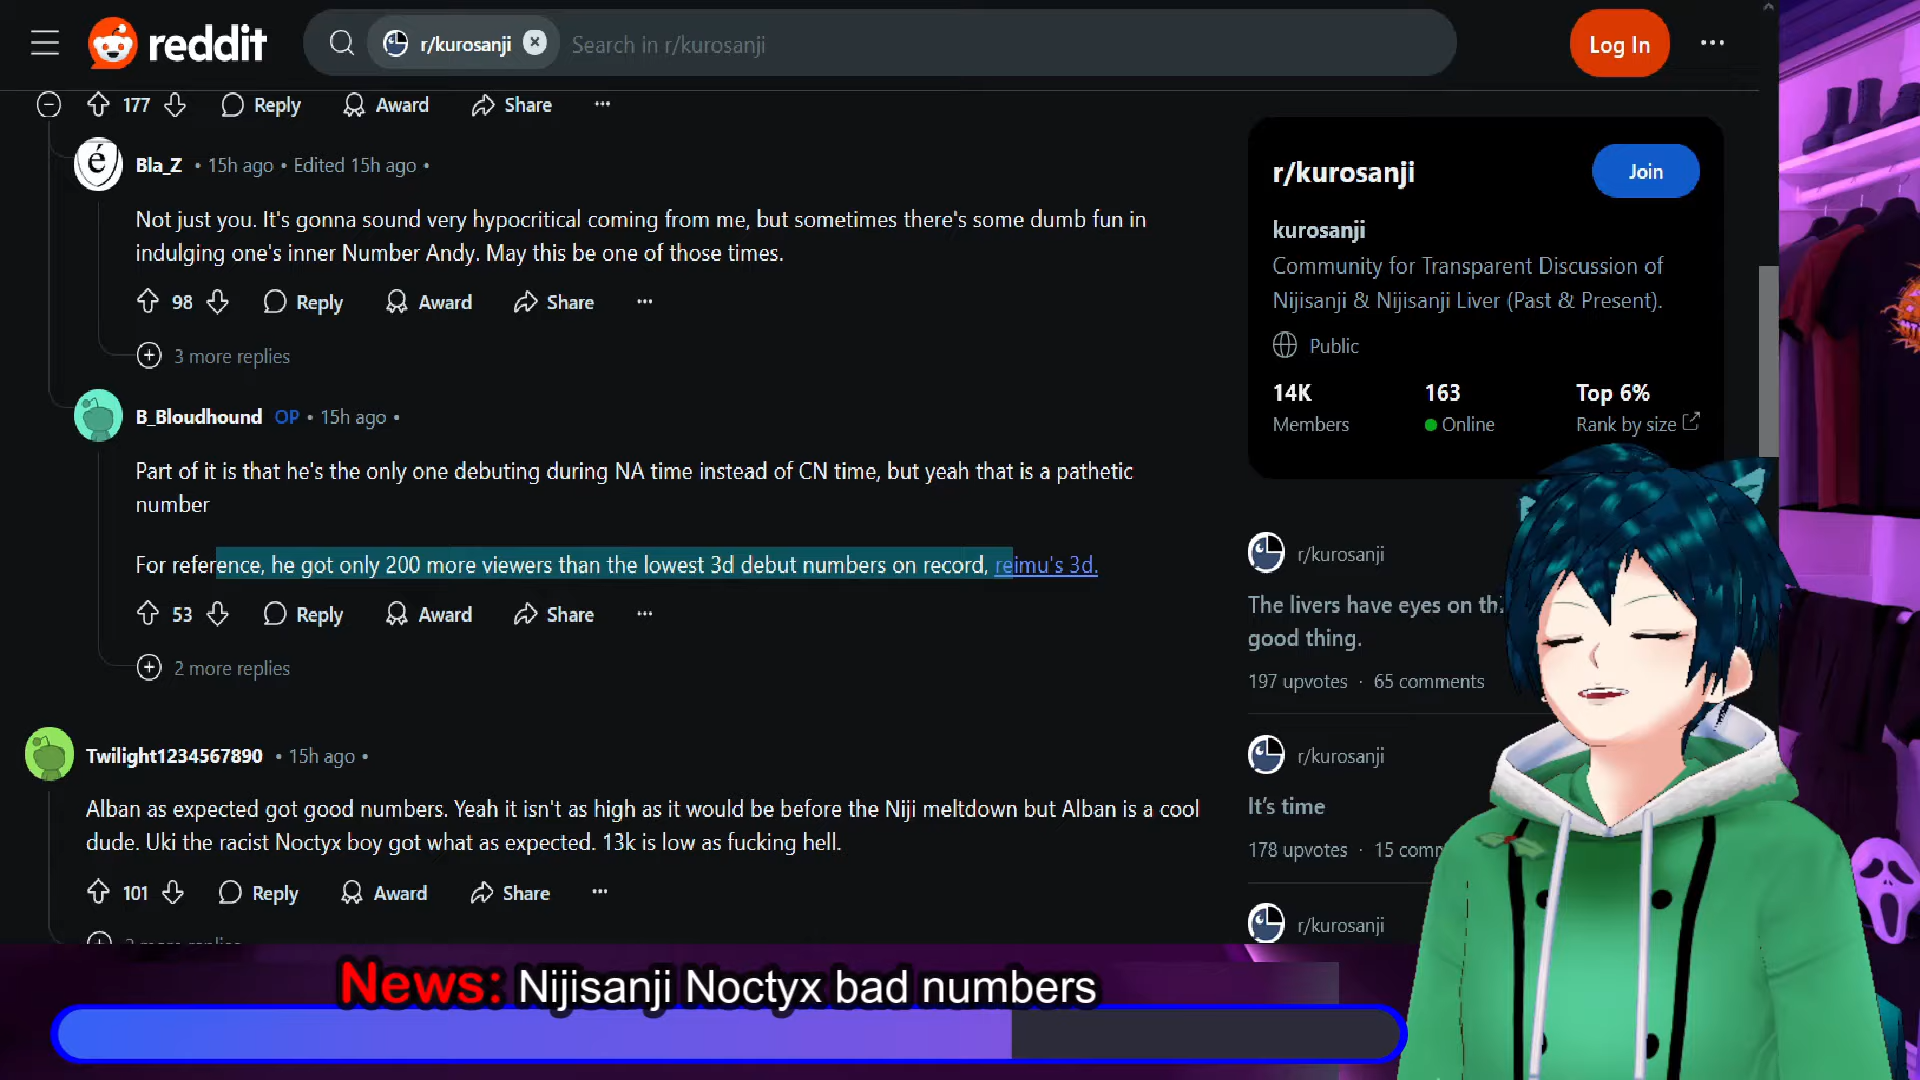 reddit
r/kurosanji
Search in r/kurosanji
Log In
177
Reply
Award
Share
é
Bla_Z • 15h ago • Edited 15h ago •
Not just you. It's gonna sound very hypocritical coming from me, but sometimes there's some dumb fun in
indulging one's inner Number Andy. May this be one of those times.
98
Reply
Award
Share
3 more replies
B_Bloudhound OP • 15h ago •
Part of it is that he's the only one debuting during NA time instead of CN time, but yeah that is a pathetic
number
For reference, he got only 200 more viewers than the lowest 3d debut numbers on record, reimu's 3d.
53
Reply
Award
Share
2 more replies
Twilight1234567890 • 15h ago •
Alban as expected got good numbers. Yeah it isn't as high as it would be before the Niji meltdown but Alban is a cool
dude. Uki the racist Noctyx boy got what as expected. 13k is low as fucking hell.
101
Reply
Award
Share
r/kurosanji
Join
kurosanji
Community for Transparent Discussion of
Nijisanji & Nijisanji Liver (Past & Present).
Public
14K
163
Top 6%
Members
Online
Rank by size
r/kurosanji
The livers have eyes on
good thing.
197 upvotes · 65 comments
r/kurosanji
It's time
178 upvotes · 15
r/kurosanji
News: Nijisanji Noctyx bad numbers